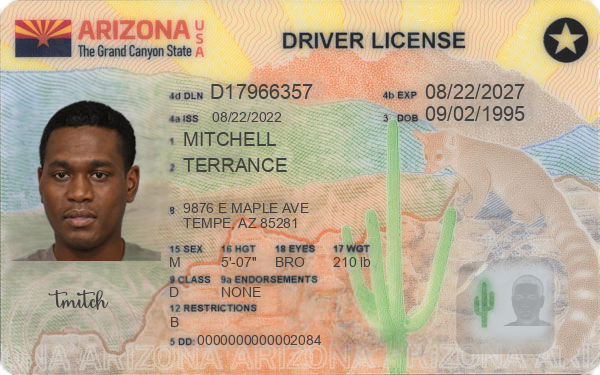 ARIZONA USA
The Grand Canyon State
DRIVER LICENSE
4d DLN D17966357
4b EXP 08/22/2027
4a ISS 08/22/2022
3 DOB 09/02/1995
1 MITCHELL
2 TERRANCE
8 9876 E MAPLE AVE
TEMPE, AZ 85281
15 SEX 16 HGT 18 EYES 17 WGT
M 5'-07" BRO 210 lb
9 CLASS 9a ENDORSEMENTS
D NONE
12 RESTRICTIONS
B
5 DD: 0000000000002084
tmitch
ARIZONA ARIZONA ARIZONA ARIZONA